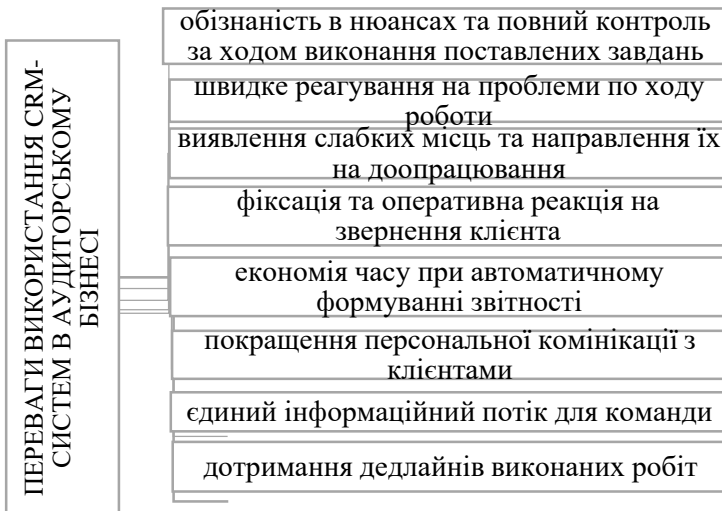 ПЕРЕВАГИ ВИКОРИСТАННЯ CRM-
СИСТЕМ В АУДИТОРСЬКОМУ
БІЗНЕСІ
обізнаність в нюансах та повний контроль
за ходом виконання поставлених завдань
швидке реагування на проблеми по ходу
роботи
виявлення слабких місць та направлення їх
на доопрацювання
фіксація та оперативна реакція на
звернення клієнта
економія часу при автоматичному
формуванні звітності
покращення персональної комінікації з
клієнтами
єдиний інформаційний потік для команди
дотримання дедлайнів виконаних робіт